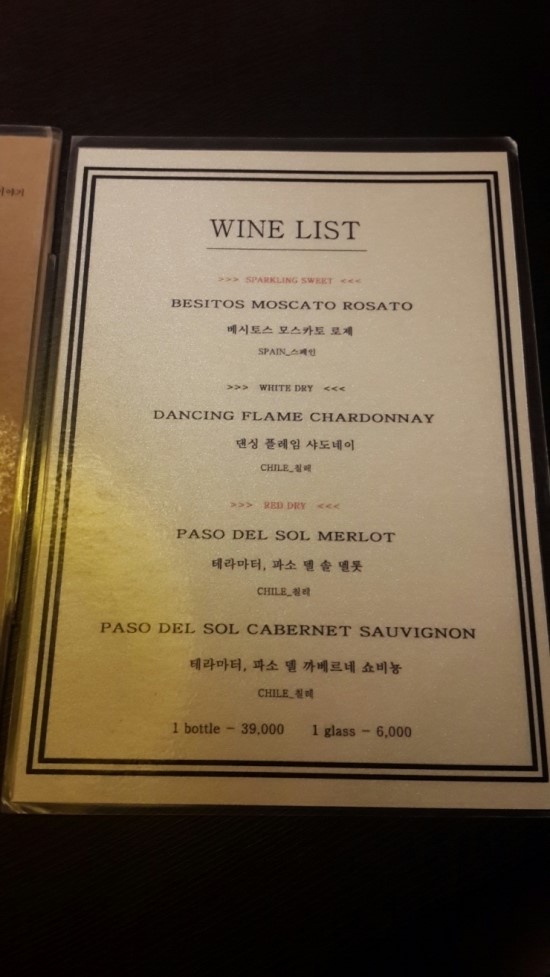 이야기
WINE LIST
>>> SPARKLING SWEET <<<
BESITOS MOSCATO ROSATO
베시토스 모스카토 로제
SPAIN_스페인
>>> WHITE DRY <<<
DANCING FLAME CHARDONNAY
댄싱 플레임 샤도네이
CHILE_칠레
>>> RED DRY <<<
PASO DEL SOL MERLOT
테라마터, 파소 델 솔 멜롯
CHILE_칠레
PASO DEL SOL CABERNET SAUVIGNON
테라마터, 파소 델 까베르네 쇼비뇽
CHILE_칠레
1 bottle - 39,000 1 glass - 6,000